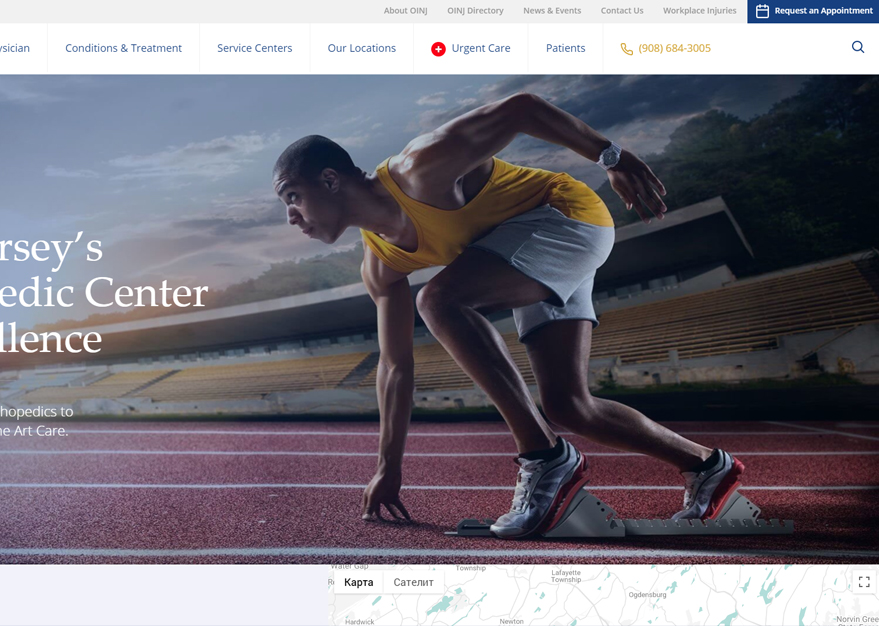 About OINJ OINJ Directory News & Events Contact Us Workplace Injuries Request an Appointment
ysician Conditions & Treatment Service Centers Our Locations Urgent Care Patients (908) 684-3005
rsey’s
edic Center
llence
hopedics to
e Art Care.
Water Gap
Township
Lafayette
Township
Карта Сателит
Ogdensburg
Hardwick
Newton
Norvin Gree